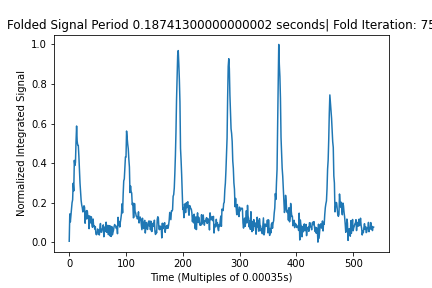 Folded Signal Period 0.18741300000000002 seconds| Fold Iteration: 75
Normalized Integrated Signal
1.0
0.8
0.6
0.4
0.2
0.0
0 100 200 300 400 500
Time (Multiples of 0.00035s)